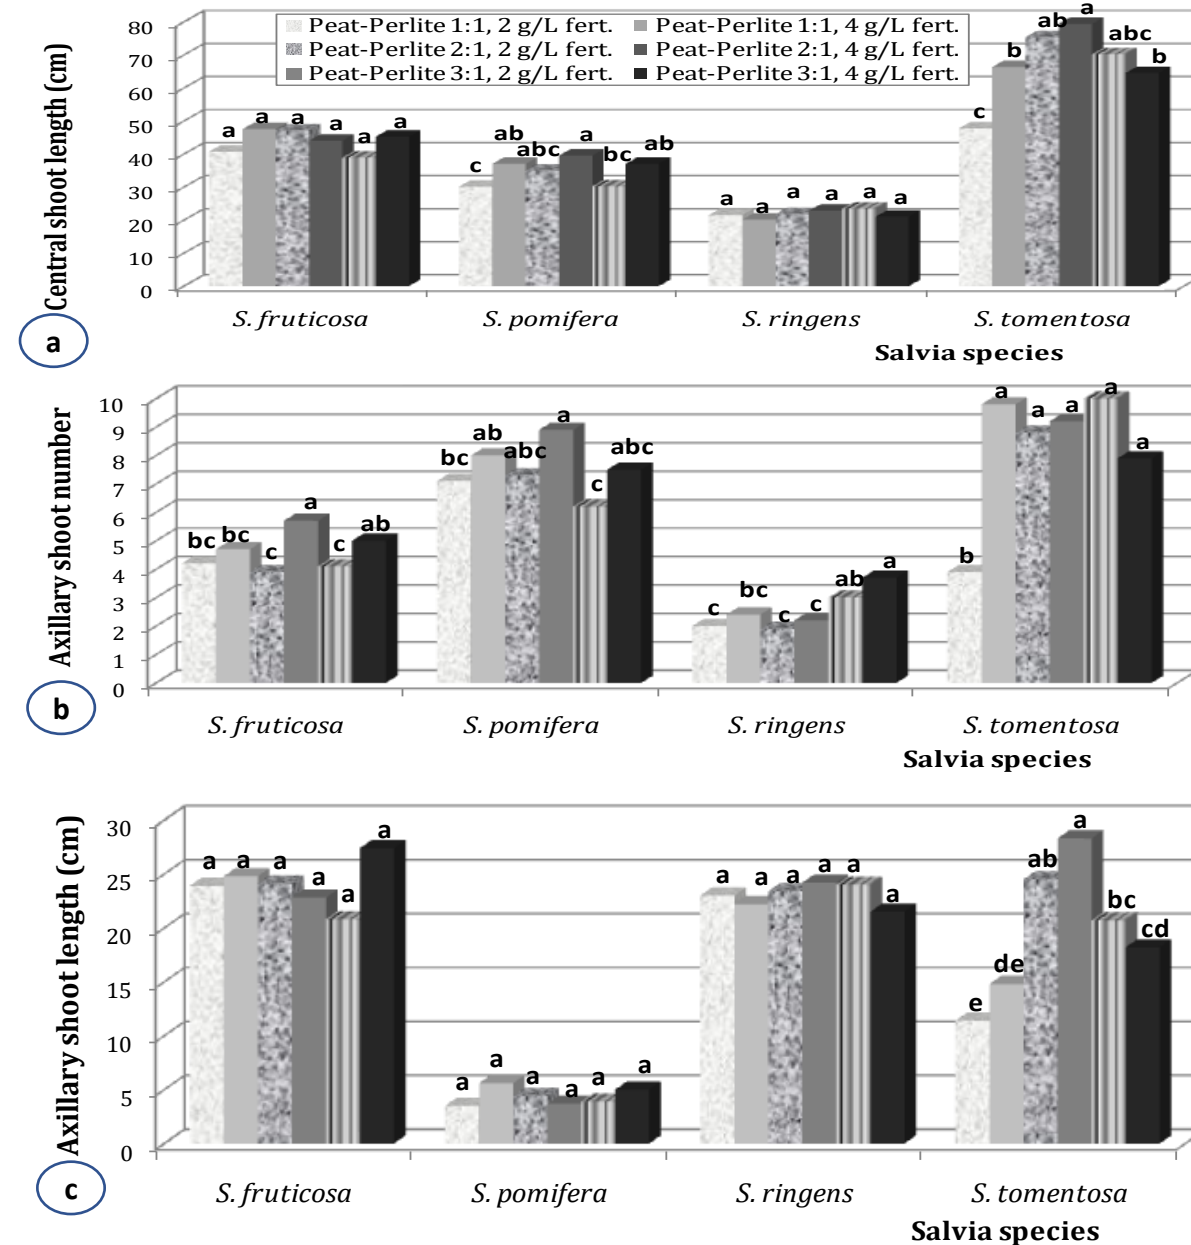 Peat-Perlite 1:1, 2 g/L fert. Peat-Perlite 1:1, 4 g/L fert.
Peat-Perlite 2:1, 2 g/L fert. Peat-Perlite 2:1, 4 g/L fert.
Peat-Perlite 3:1, 2 g/L fert. Peat-Perlite 3:1, 4 g/L fert.
Central shoot length (cm)
80
70
60
50
40
30
20
10
0
a a a a a a
c ab abc a bc ab
a a a a a a
c b ab a abc b
S. fruticosa S. pomifera S. ringens S. tomentosa
Salvia species
a
Axillary shoot number
10
9
8
7
6
5
4
3
2
1
0
bc bc c a c ab
bc ab abc a c abc
c bc c c ab a
b a a a a a
S. fruticosa S. pomifera S. ringens S. tomentosa
Salvia species
b
Axillary shoot length (cm)
30
25
20
15
10
5
0
a a a a a a
a a a a a a
a a a a a a
e de ab a bc cd
S. fruticosa S. pomifera S. ringens S. tomentosa
Salvia species
c